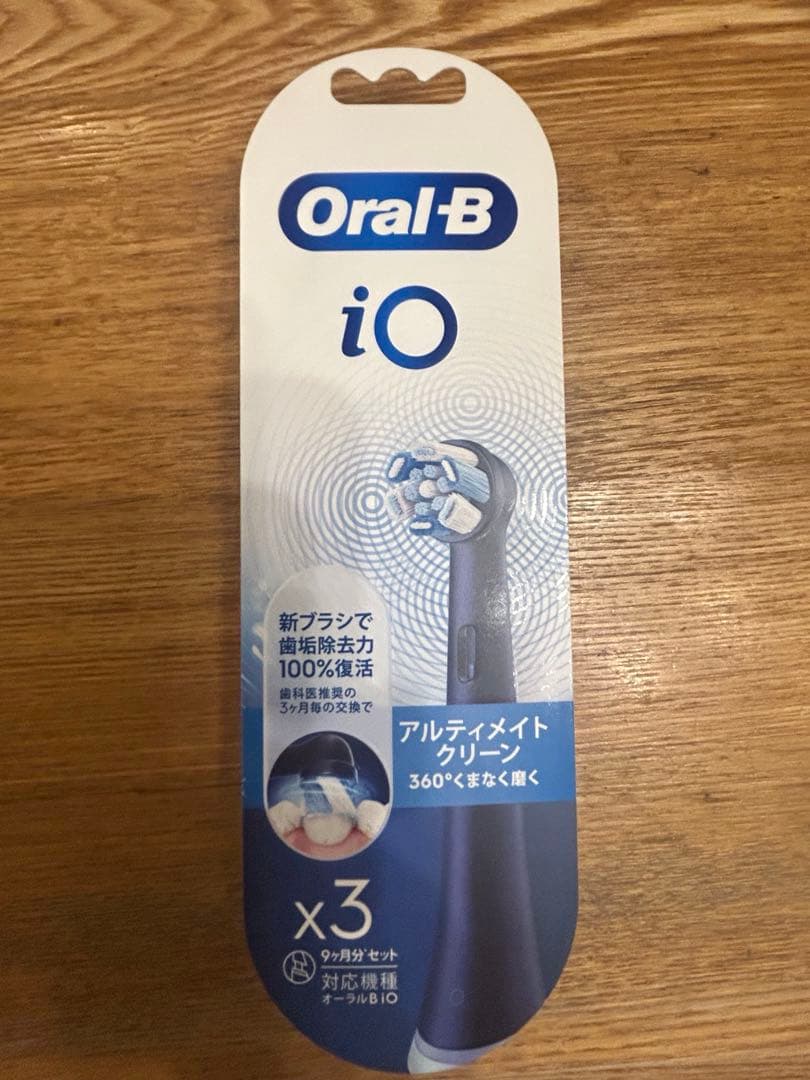 Oral-B
iO
新ブラシで
歯垢除去力
100%復活
歯科医推奨の
3ヶ月毎の交換で
アルティメイト
クリーン
360°くまなく磨く
x3
9ヶ月分*セット
対応機種
オーラルB iO